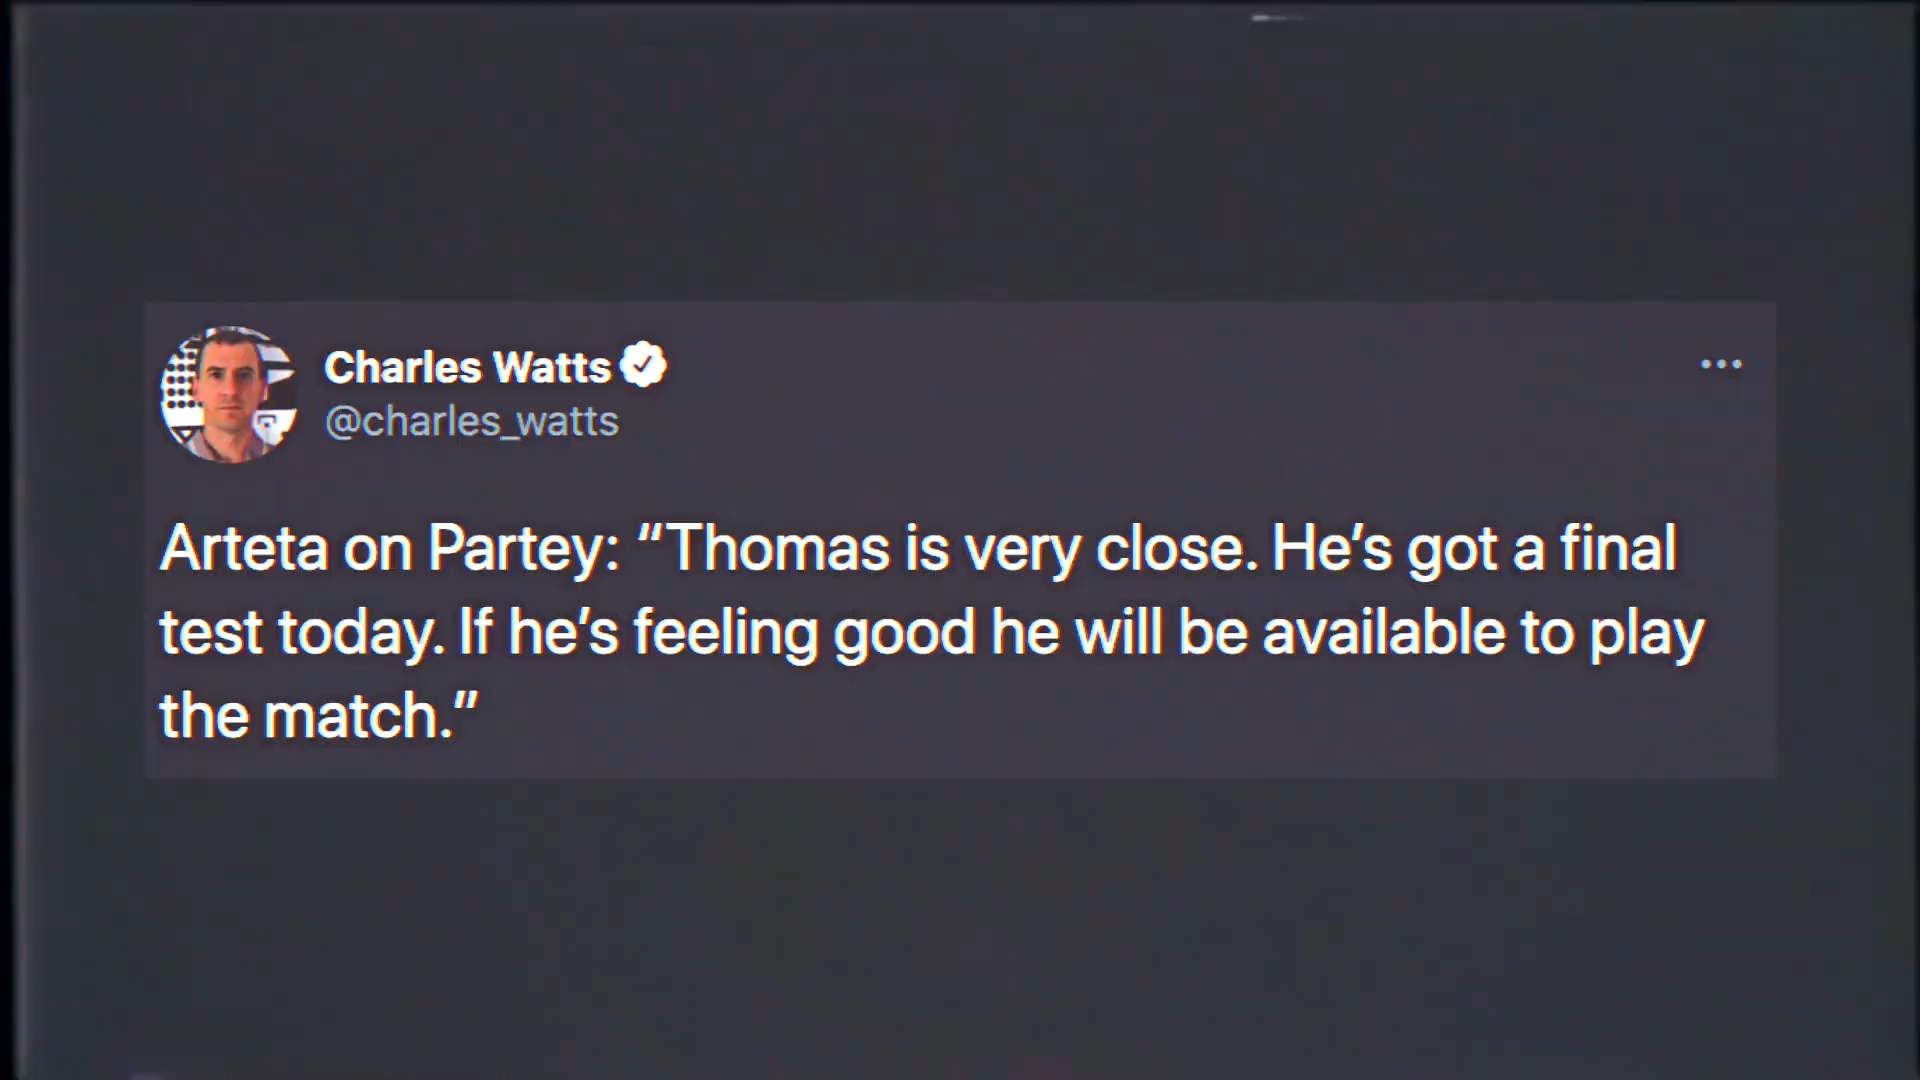 Charles Watts
@charles_watts
Arteta on Partey: “Thomas is very close. He’s got a final
test today. If he’s feeling good he will be available to play
the match.”